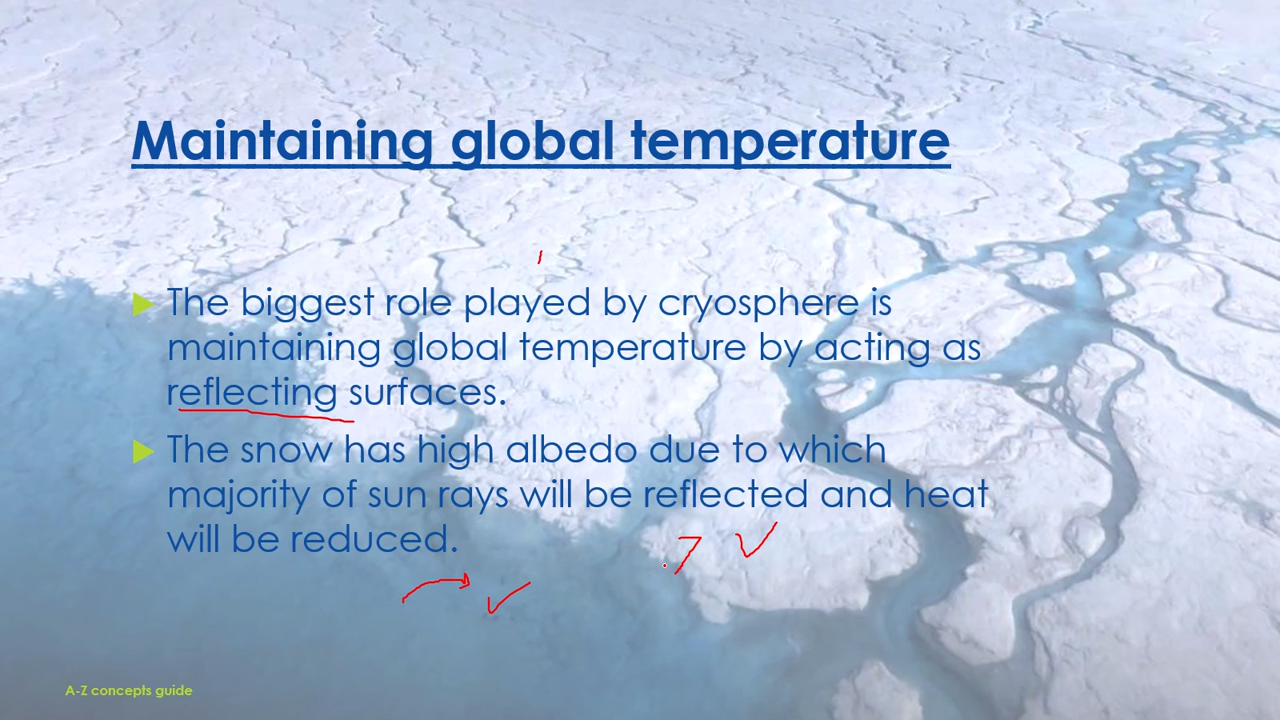 Maintaining global temperature
The biggest role played by cryosphere is
maintaining global temperature by acting as
reflecting surfaces.
The snow has high albedo due to which
majority of sun rays will be reflected and heat
will be reduced.
A-Z concepts guide